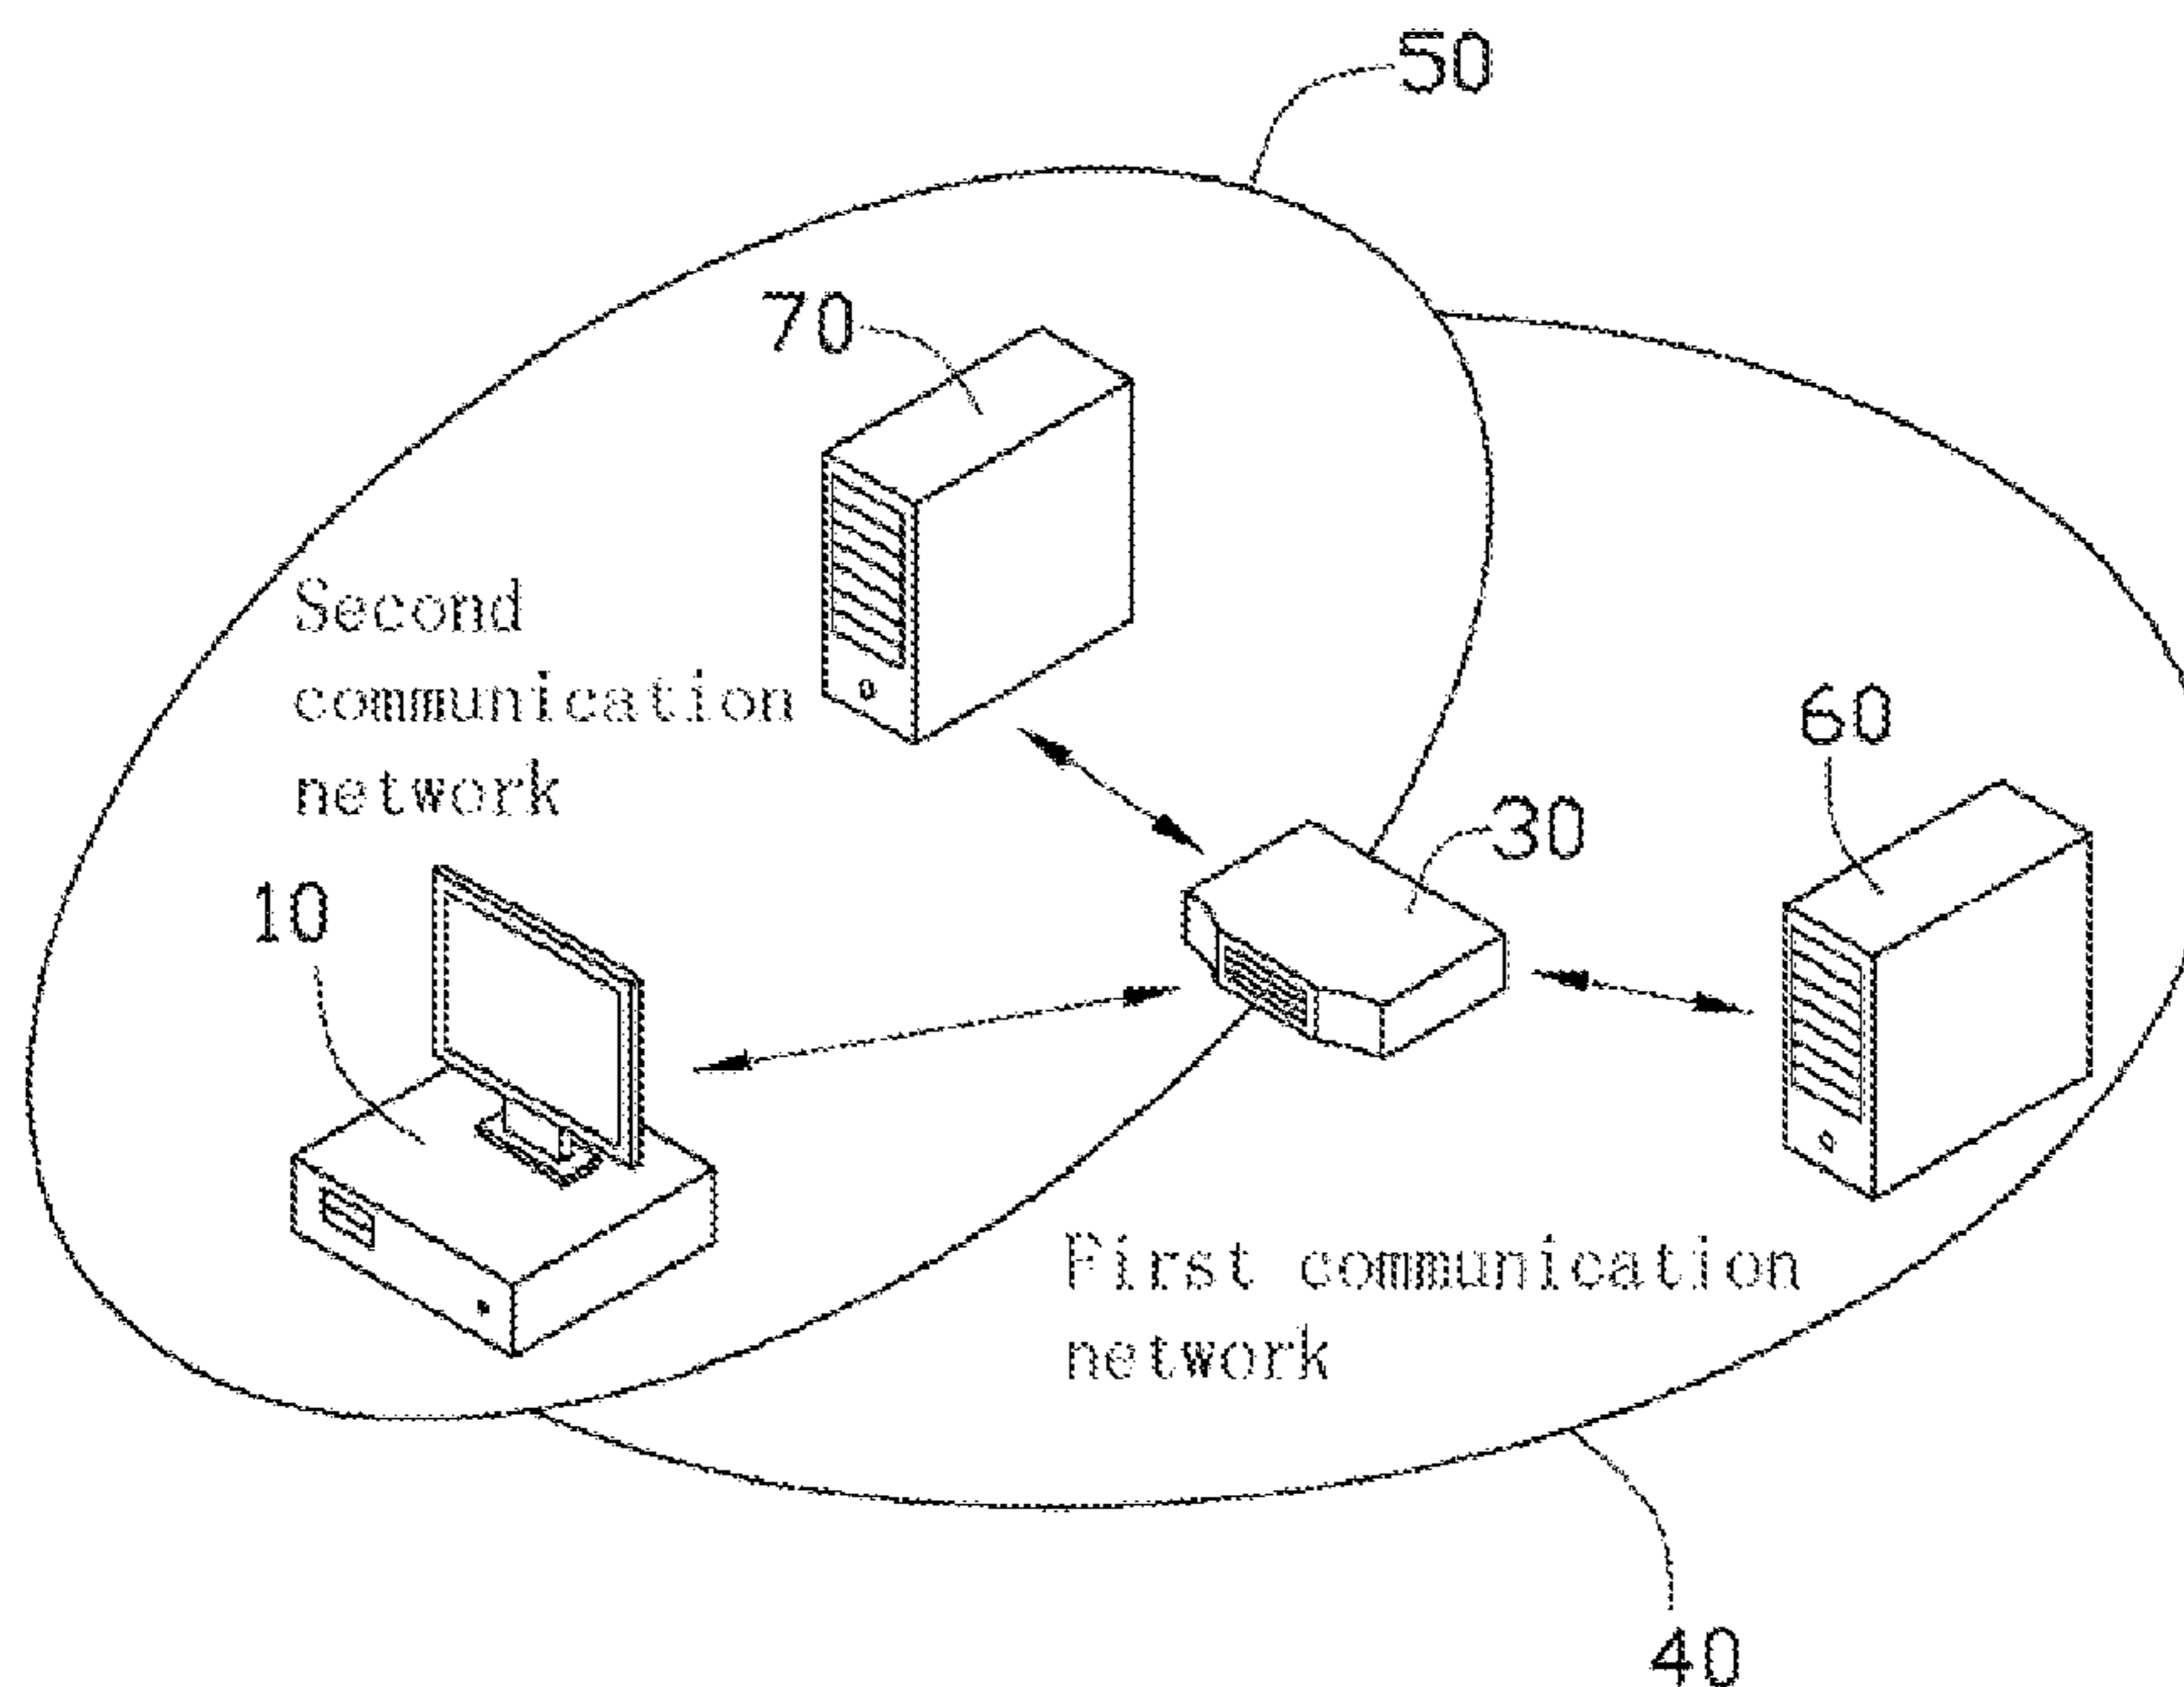 50
70
Second
communication
network
60
30
10
First communication
network
40